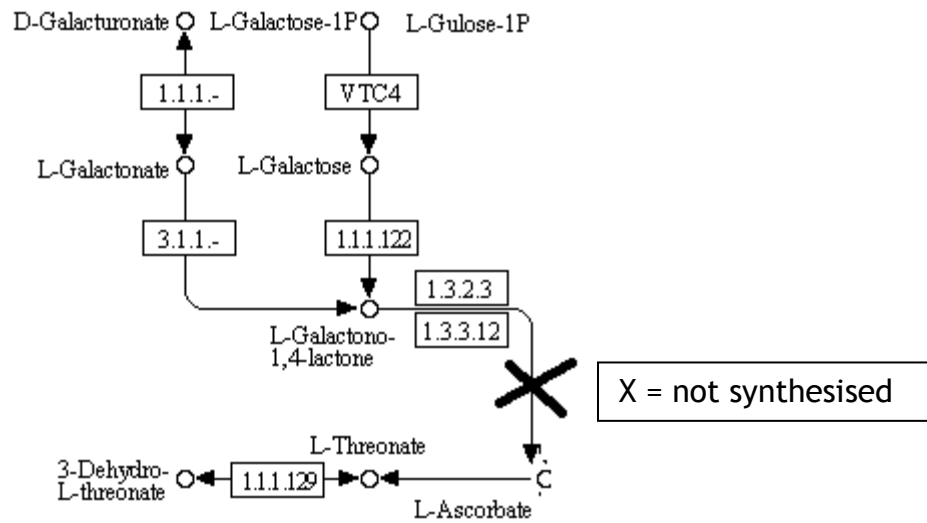 D-Galacturonate L-Galactose-1P L-Gulose-1P
1.1.1.- VTC4
L-Galactonate L-Galactose
3.1.1.- 1.1.1.122
1.3.2.3
1.3.3.12
L-Galactono-
1,4-lactone
X = not synthesised
L-Threonate
3-Dehydro-
L-threonate
1.1.1.129
L-Ascorbate